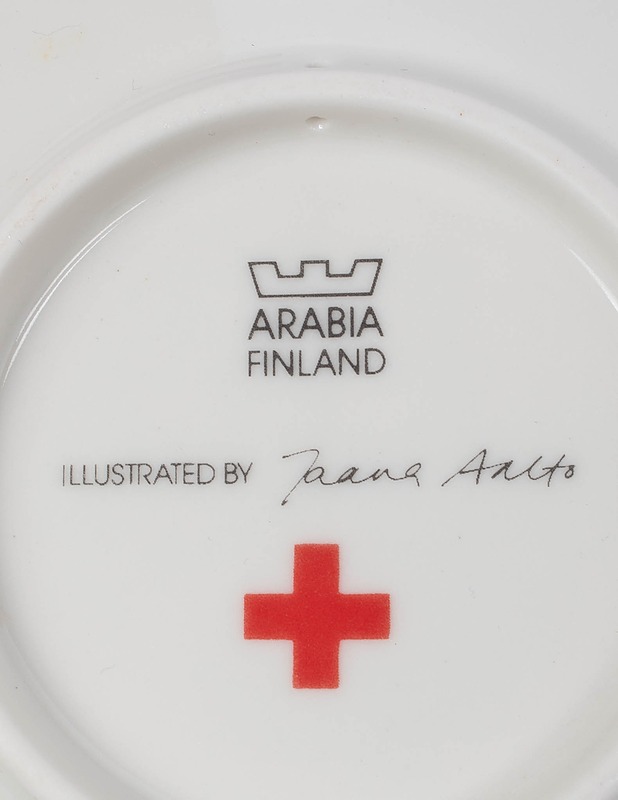 ARABIA
FINLAND
ILLUSTRATED BY Jaana Aalto